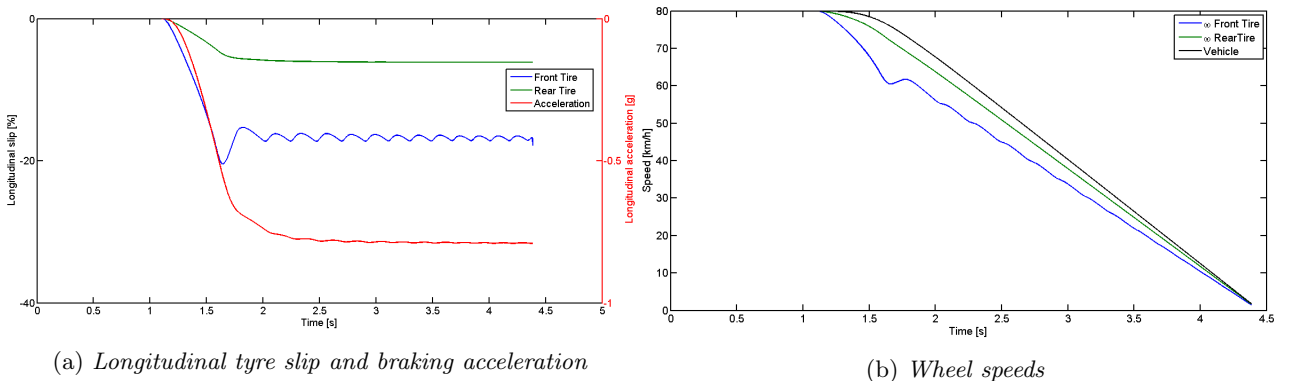 0
-20
-40
Longitudinal slip [%]
0 0.5 1 1.5 2 2.5 3 3.5 4 4.5 5
Time [s]
0
-0.5
-1
Longitudinal acceleration [g]
Front Tire
Rear Tire
Acceleration
(a) Longitudinal tyre slip and braking acceleration
80
70
60
50
40
30
20
10
0
Speed [km/h]
0 0.5 1 1.5 2 2.5 3 3.5 4 4.5
Time [s]
∞ Front Tire
∞ RearTire
Vehicle
(b) Wheel speeds